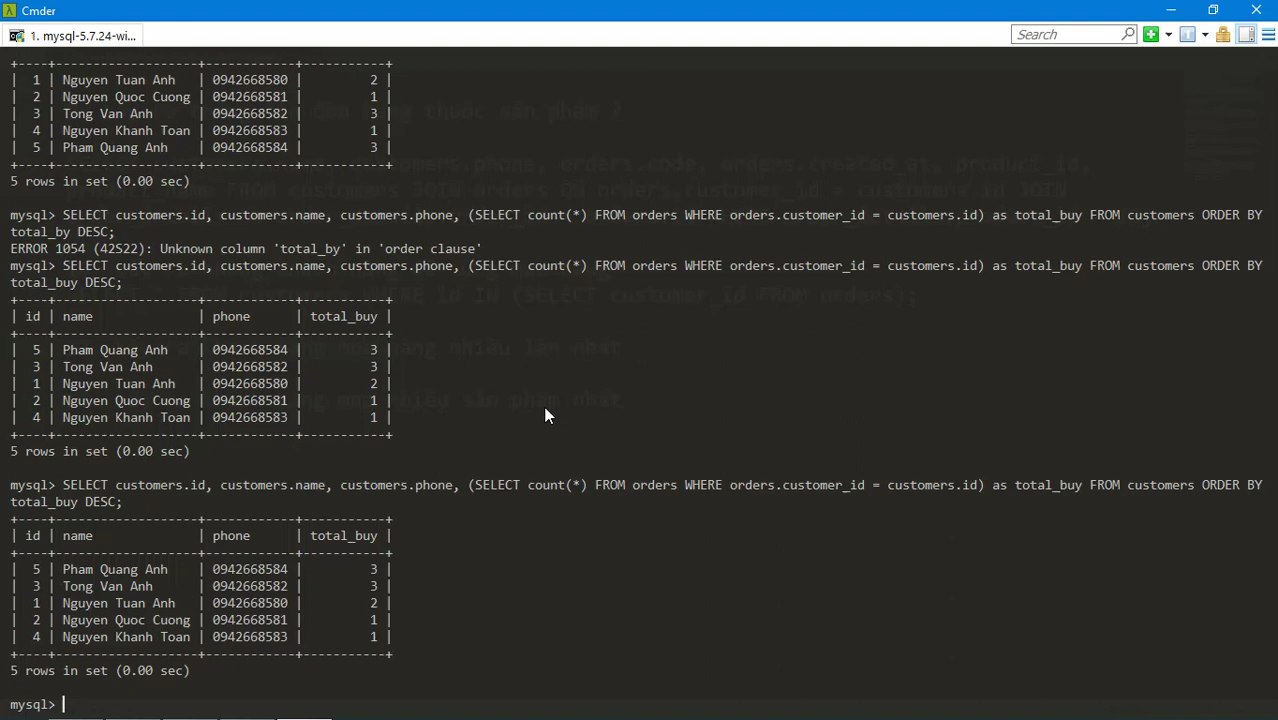 Cmder
1. mysql-5.7.24-wi...
Search
+----+------------------+------------+-----------+
|  1 | Nguyen Tuan Anh  | 0942668580 |         2 |
|  2 | Nguyen Quoc Cuong | 0942668581 |         1 |
|  3 | Tong Van Anh     | 0942668582 |         3 |
|  4 | Nguyen Khanh Toan | 0942668583 |         1 |
|  5 | Pham Quang Anh   | 0942668584 |         3 |
+----+------------------+------------+-----------+
5 rows in set (0.00 sec)
mysql> SELECT customers.id, customers.name, customers.phone, (SELECT count(*) FROM orders WHERE orders.customer_id = customers.id) as total_buy FROM customers ORDER BY
total_by DESC;
ERROR 1054 (42S22): Unknown column 'total_by' in 'order clause'
mysql> SELECT customers.id, customers.name, customers.phone, (SELECT count(*) FROM orders WHERE orders.customer_id = customers.id) as total_buy FROM customers ORDER BY
total_buy DESC;
+----+------------------+------------+-----------+
| id | name             | phone      | total_buy |
+----+------------------+------------+-----------+
|  5 | Pham Quang Anh   | 0942668584 |         3 |
|  3 | Tong Van Anh     | 0942668582 |         3 |
|  1 | Nguyen Tuan Anh  | 0942668580 |         2 |
|  2 | Nguyen Quoc Cuong | 0942668581 |         1 |
|  4 | Nguyen Khanh Toan | 0942668583 |         1 |
+----+------------------+------------+-----------+
5 rows in set (0.00 sec)
mysql> SELECT customers.id, customers.name, customers.phone, (SELECT count(*) FROM orders WHERE orders.customer_id = customers.id) as total_buy FROM customers ORDER BY
total_buy DESC;
+----+------------------+------------+-----------+
| id | name             | phone      | total_buy |
+----+------------------+------------+-----------+
|  5 | Pham Quang Anh   | 0942668584 |         3 |
|  3 | Tong Van Anh     | 0942668582 |         3 |
|  1 | Nguyen Tuan Anh  | 0942668580 |         2 |
|  2 | Nguyen Quoc Cuong | 0942668581 |         1 |
|  4 | Nguyen Khanh Toan | 0942668583 |         1 |
+----+------------------+------------+-----------+
5 rows in set (0.00 sec)
mysql>